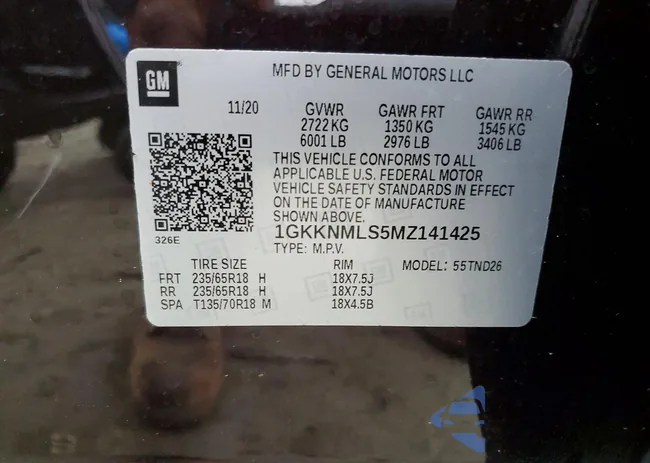 GM
MFD BY GENERAL MOTORS LLC
11/20 GVWR GAWR FRT GAWR RR
2722 KG 1350 KG 1545 KG
6001 LB 2976 LB 3406 LB
THIS VEHICLE CONFORMS TO ALL
APPLICABLE U.S. FEDERAL MOTOR
VEHICLE SAFETY STANDARDS IN EFFECT
ON THE DATE OF MANUFACTURE
SHOWN ABOVE.
326E
1GKKNMLS5MZ141425
TYPE: M.P.V.
TIRE SIZE RIM MODEL: 55TND26
FRT 235/65R18 H 18X7.5J
RR 235/65R18 H 18X7.5J
SPA T135/70R18 M 18X4.5B